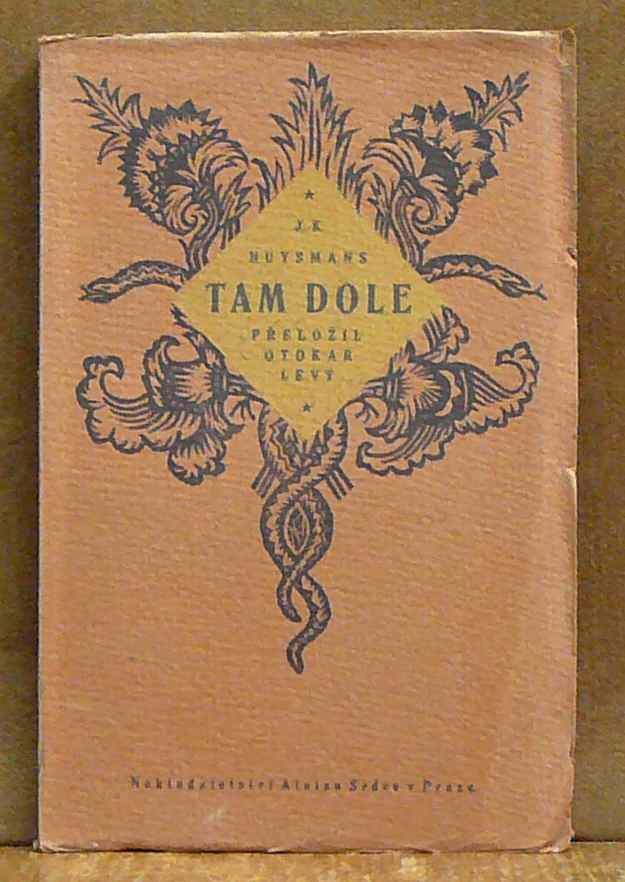 J K
HUYSMANS
TAM DOLE
PŘELOŽIL
OTOKAR
LEVÝ
Nakladatelství Aloisa Srdce v Praze